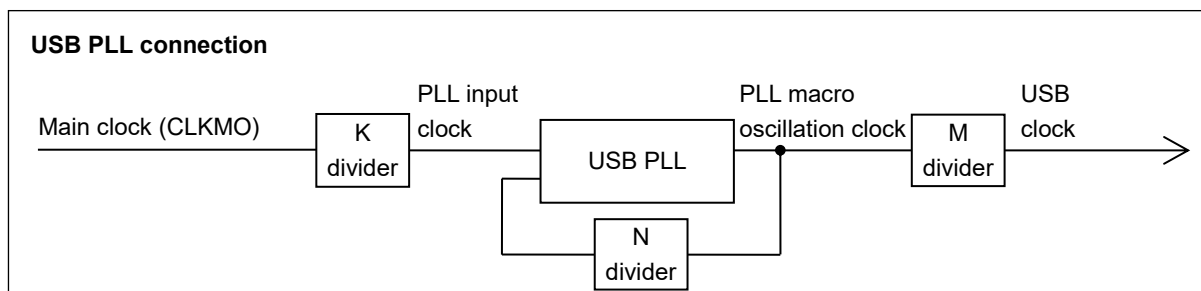 USB PLL connection
Main clock (CLKMO)
K
divider
PLL input
clock
USB PLL
N
divider
PLL macro
oscillation clock
M
divider
USB
clock